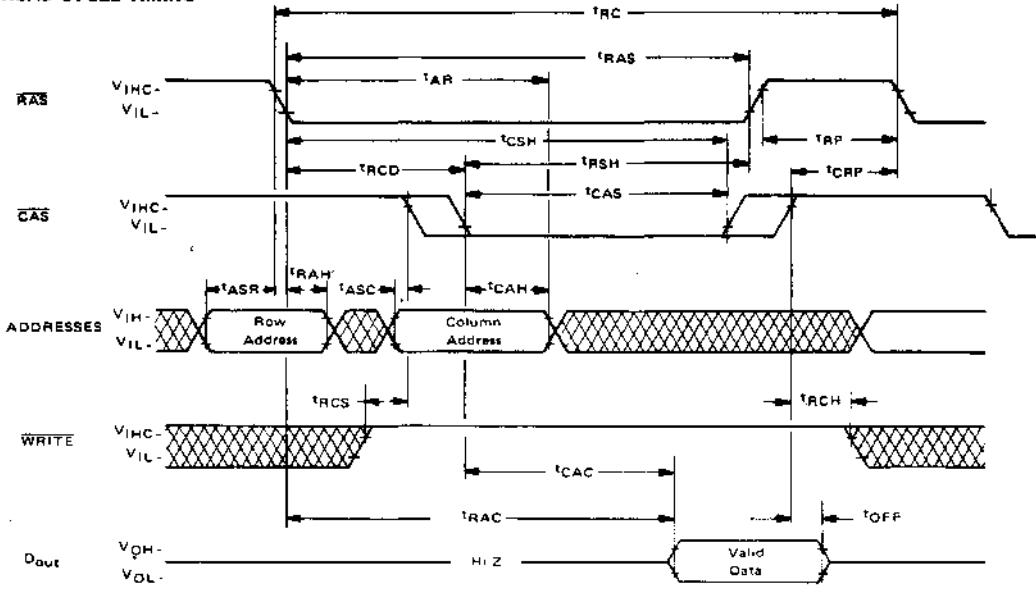 tRC
tRAS
tAR
RAS
VIHC-
VIL-
tRP
tCSH
tRSH
tRCD
tCRP
tCAS
CAS
VIHC-
VIL-
tASR
tRAH
tASC
tCAH
ADDRESSES
VIH-
VIL-
Row
Address
Column
Address
tRCS
tRCH
WRITE
VIHC-
VIL-
tCAC
tRAC
tOFF
Dout
VOH-
VOL-
Hi Z
Valid
Data